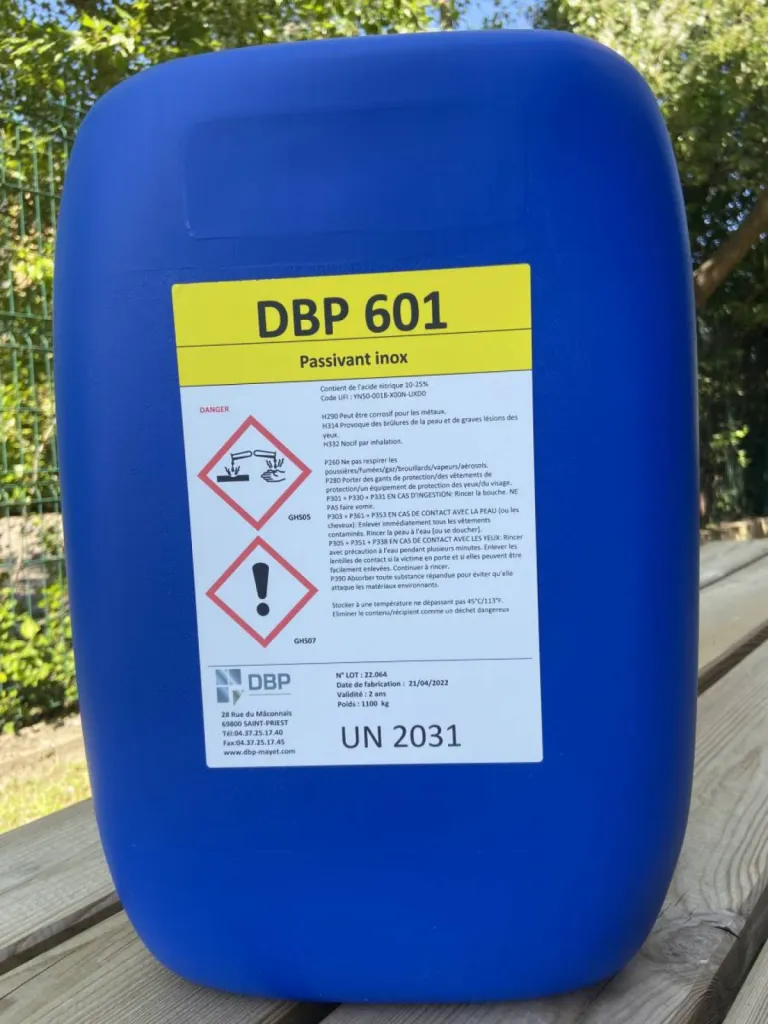 DBP 601
Passivant inox
Contient de l'acide nitrique 10-25%
Code UFI : YN50-001B-X00N-UXD0
DANGER
H290 Peut être corrosif pour les métaux.
H314 Provoque des brûlures de la peau et de graves lésions des
yeux.
H332 Nocif par inhalation.
P260 Ne pas respirer les
poussières/fumées/gaz/brouillards/vapeurs/aérosols.
P280 Porter des gants de protection/des vêtements de
protection/un équipement de protection des yeux/du visage.
P301 + P330 + P331 EN CAS D'INGESTION: Rincer la bouche. NE
PAS faire vomir.
P303 + P361 + P353 EN CAS DE CONTACT AVEC LA PEAU (ou les
cheveux): Enlever immédiatement tous les vêtements
contaminés. Rincer la peau à l'eau [ou se doucher].
P305 + P351 + P338 EN CAS DE CONTACT AVEC LES YEUX: Rincer
avec précaution à l'eau pendant plusieurs minutes. Enlever les
lentilles de contact si la victime en porte et si elles peuvent être
facilement enlevées. Continuer à rincer.
P390 Absorber toute substance répandue pour éviter qu'elle
attaque les matériaux environnants.
Stocker à une température ne dépassant pas 45°C/113°F.
Eliminer le contenu/récipient comme un déchet dangereux
GHS05
GHS07
DBP
28 Rue du Mâconnais
69800 SAINT-PRIEST
Tél:04.37.25.17.40
Fax:04.37.25.17.45
www.dbp-mayet.com
N° LOT : 22.064
Date de fabrication : 21/04/2022
Validité : 2 ans
Poids : 1100 kg
UN 2031